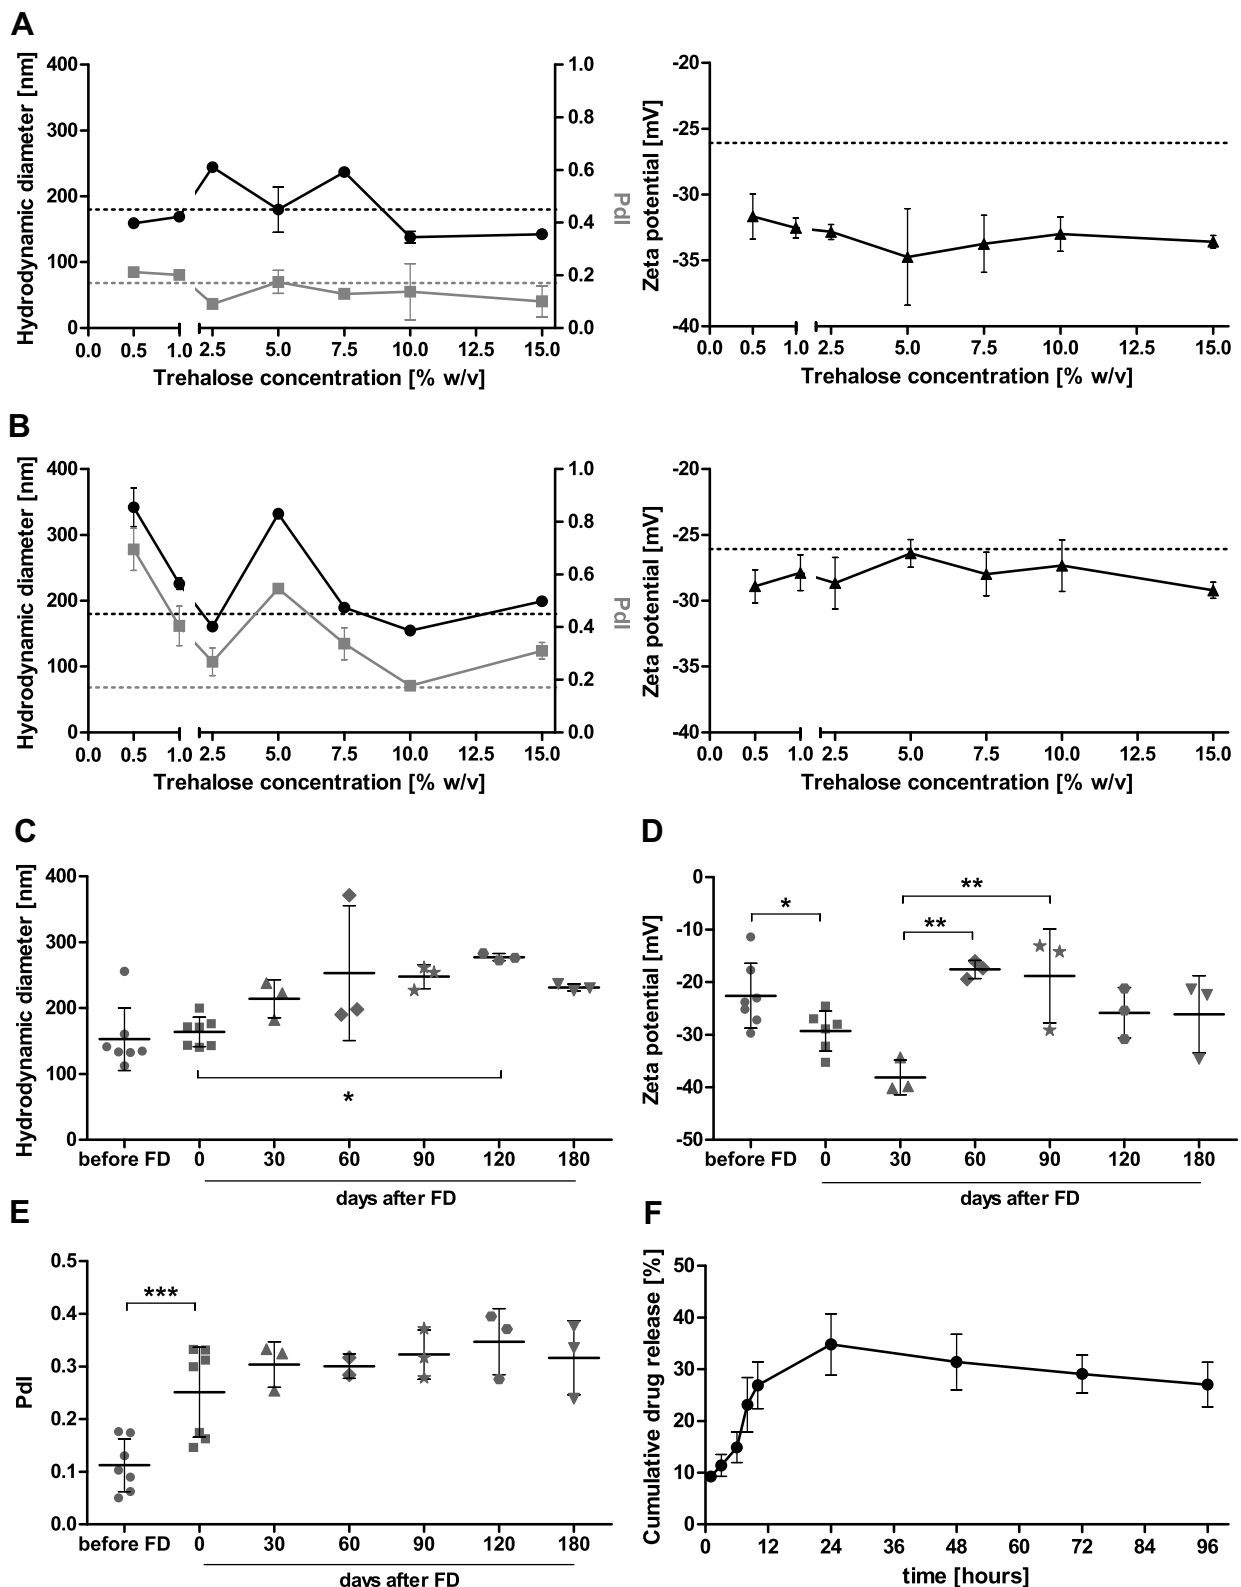 A
Hydrodynamic diameter [nm]
400
300
200
100
0
1.0
0.8
0.6
0.4
0.2
0.0
PdI
0.0 0.5 1.0 2.5 5.0 7.5 10.0 12.5 15.0
Trehalose concentration [% w/v]
Zeta potential [mV]
-20
-25
-30
-35
-40
0.0 0.5 1.0 2.5 5.0 7.5 10.0 12.5 15.0
Trehalose concentration [% w/v]
B
Hydrodynamic diameter [nm]
400
300
200
100
0
1.0
0.8
0.6
0.4
0.2
0.0
PdI
0.0 0.5 1.0 2.5 5.0 7.5 10.0 12.5 15.0
Trehalose concentration [% w/v]
Zeta potential [mV]
-20
-25
-30
-35
-40
0.0 0.5 1.0 2.5 5.0 7.5 10.0 12.5 15.0
Trehalose concentration [% w/v]
C
Hydrodynamic diameter [nm]
400
300
200
100
0
*
before FD 0 30 60 90 120 180
days after FD
D
Zeta potential [mV]
0
-10
-20
-30
-40
-50
*
**
**
before FD 0 30 60 90 120 180
days after FD
E
PdI
0.5
0.4
0.3
0.2
0.1
0.0
***
before FD 0 30 60 90 120 180
days after FD
F
Cumulative drug release [%]
50
40
30
20
10
0
0 12 24 36 48 60 72 84 96
time [hours]